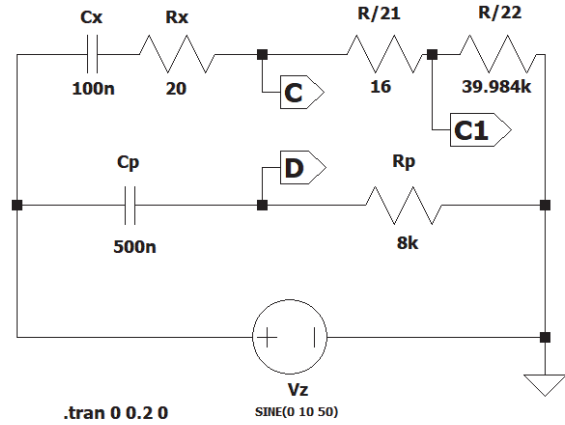 Cx
Rx
R/21
R/22
100n
20
C
16
39.984k
C1
Cp
D
Rp
500n
8k
Vz
.tran 0 0.2 0
SINE(0 10 50)